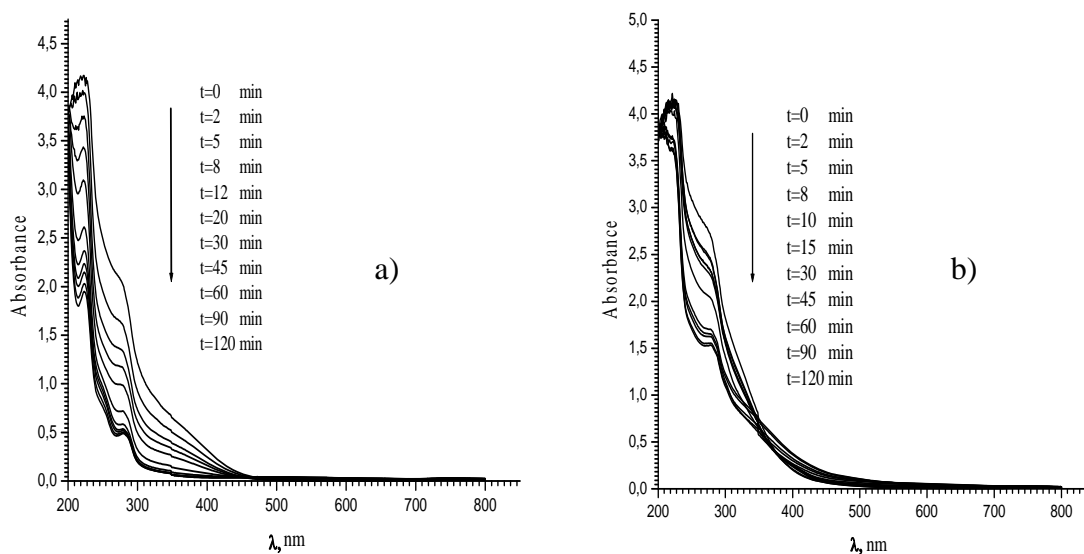 Absorbance
4,5
4,0
3,5
3,0
2,5
2,0
1,5
1,0
0,5
0,0
200 300 400 500 600 700 800
λ, nm
t=0 min
t=2 min
t=5 min
t=8 min
t=12 min
t=20 min
t=30 min
t=45 min
t=60 min
t=90 min
t=120 min
a)
Absorbance
5,0
4,5
4,0
3,5
3,0
2,5
2,0
1,5
1,0
0,5
0,0
200 300 400 500 600 700 800
λ, nm
t=0 min
t=2 min
t=5 min
t=8 min
t=10 min
t=15 min
t=30 min
t=45 min
t=60 min
t=90 min
t=120 min
b)